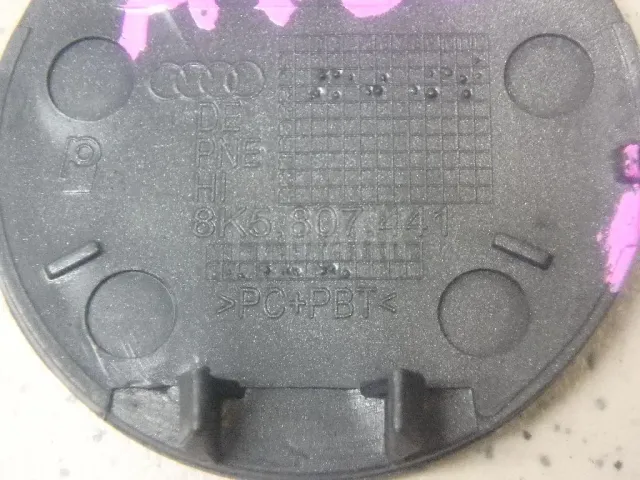 DE
PNE
HI
8K5.807.441
>PC+PBT<